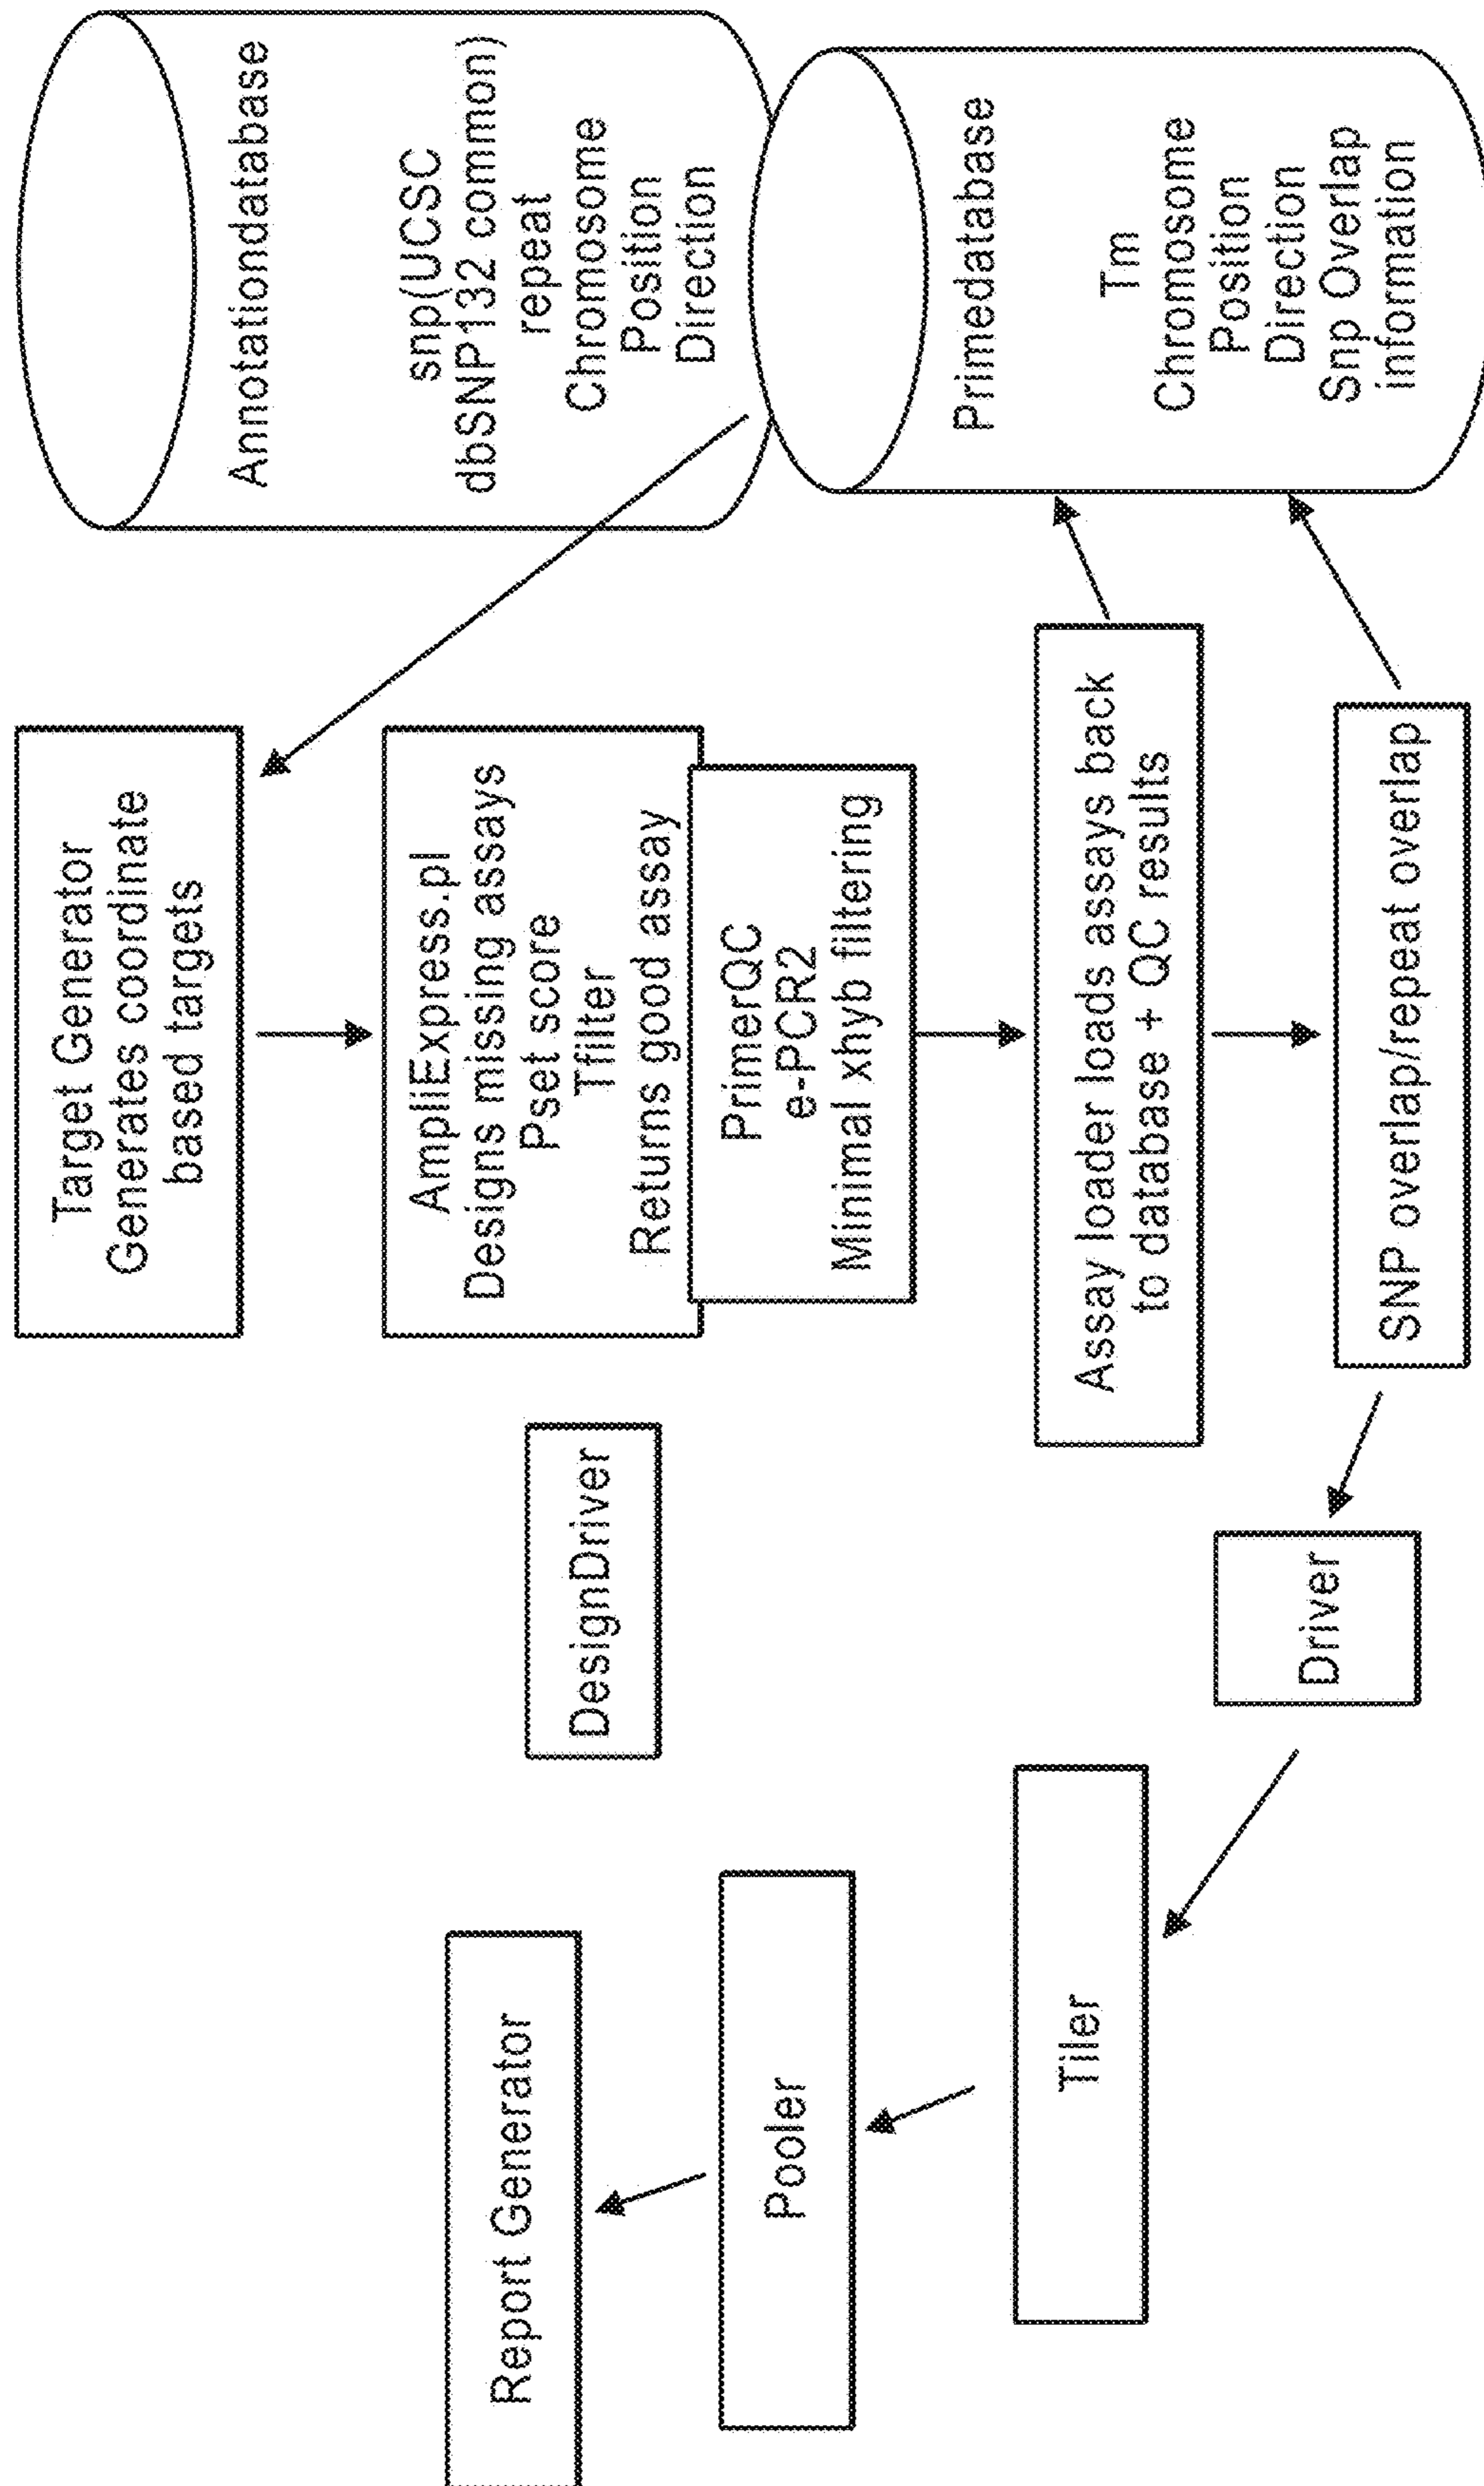 Target Generator
Generates coordinate
based targets
AmpliExpress.pl
Designs missing assays
Pset score
Tfilter
Returns good assay
PrimerQC
e-PCR2
Minimal xhyb filtering
Assay loader loads assays back
to database + QC results
SNP overlap/repeat overlap
Annotationdatabase
snp(UCSC
dbSNP132 common)
repeat
Chromosome
Position
Direction
Primedatabase
Tm
Chromosome
Position
Direction
Snp Overlap
information
DesignDriver
Driver
Tiler
Pooler
Report Generator